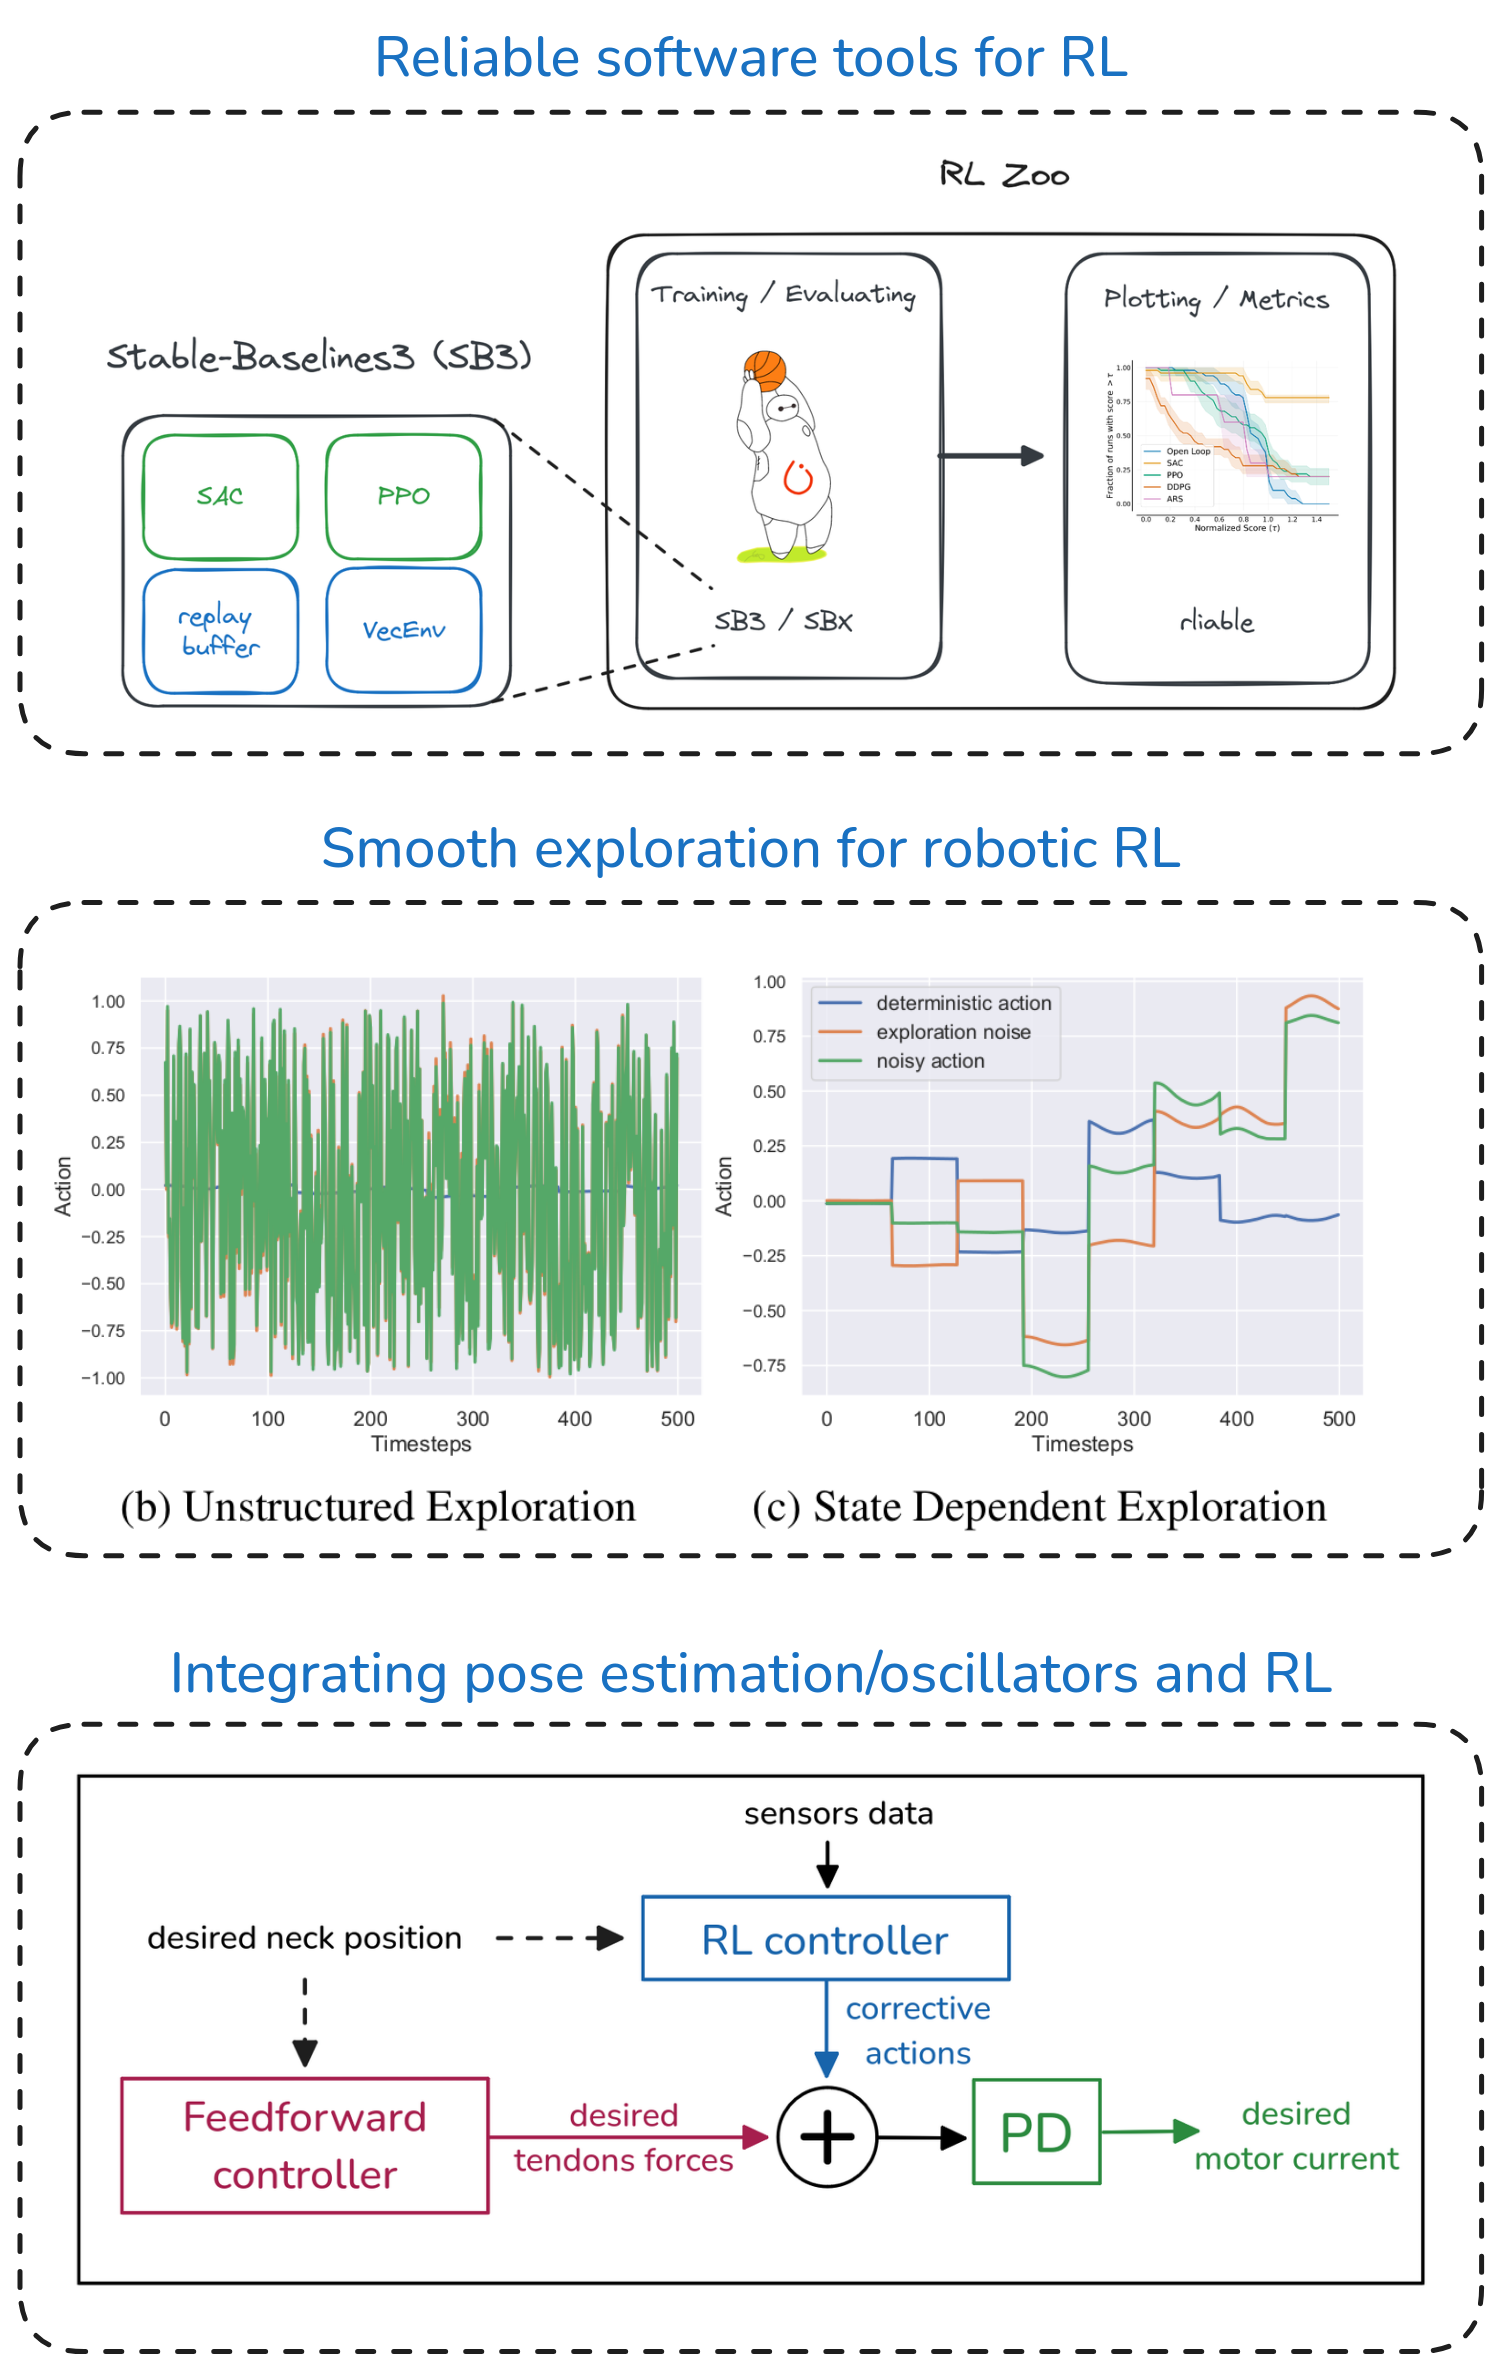 Reliable software tools for RL
RL Zoo
Training / Evaluating
Plotting / Metrics
Stable-Baselines3 (SB3)
SAC
PPO
replay
buffer
VecEnv
SB3 / SBX
Fraction of runs with score > τ
1.00
0.75
0.50
0.25
0.00
Open Loop
SAC
PPO
DDPG
ARS
0.0 0.2 0.4 0.6 0.8 1.0 1.2 1.4
Normalized Score (τ)
rliable
Smooth exploration for robotic RL
Action
1.00
0.75
0.50
0.25
0.00
−0.25
−0.50
−0.75
−1.00
0 100 200 300 400 500
Timesteps
(b) Unstructured Exploration
Action
1.00
0.75
0.50
0.25
0.00
−0.25
−0.50
−0.75
deterministic action
exploration noise
noisy action
0 100 200 300 400 500
Timesteps
(c) State Dependent Exploration
Integrating pose estimation/oscillators and RL
sensors data
desired neck position
RL controller
corrective
actions
Feedforward
controller
desired
tendons forces
+
PD
desired
motor current